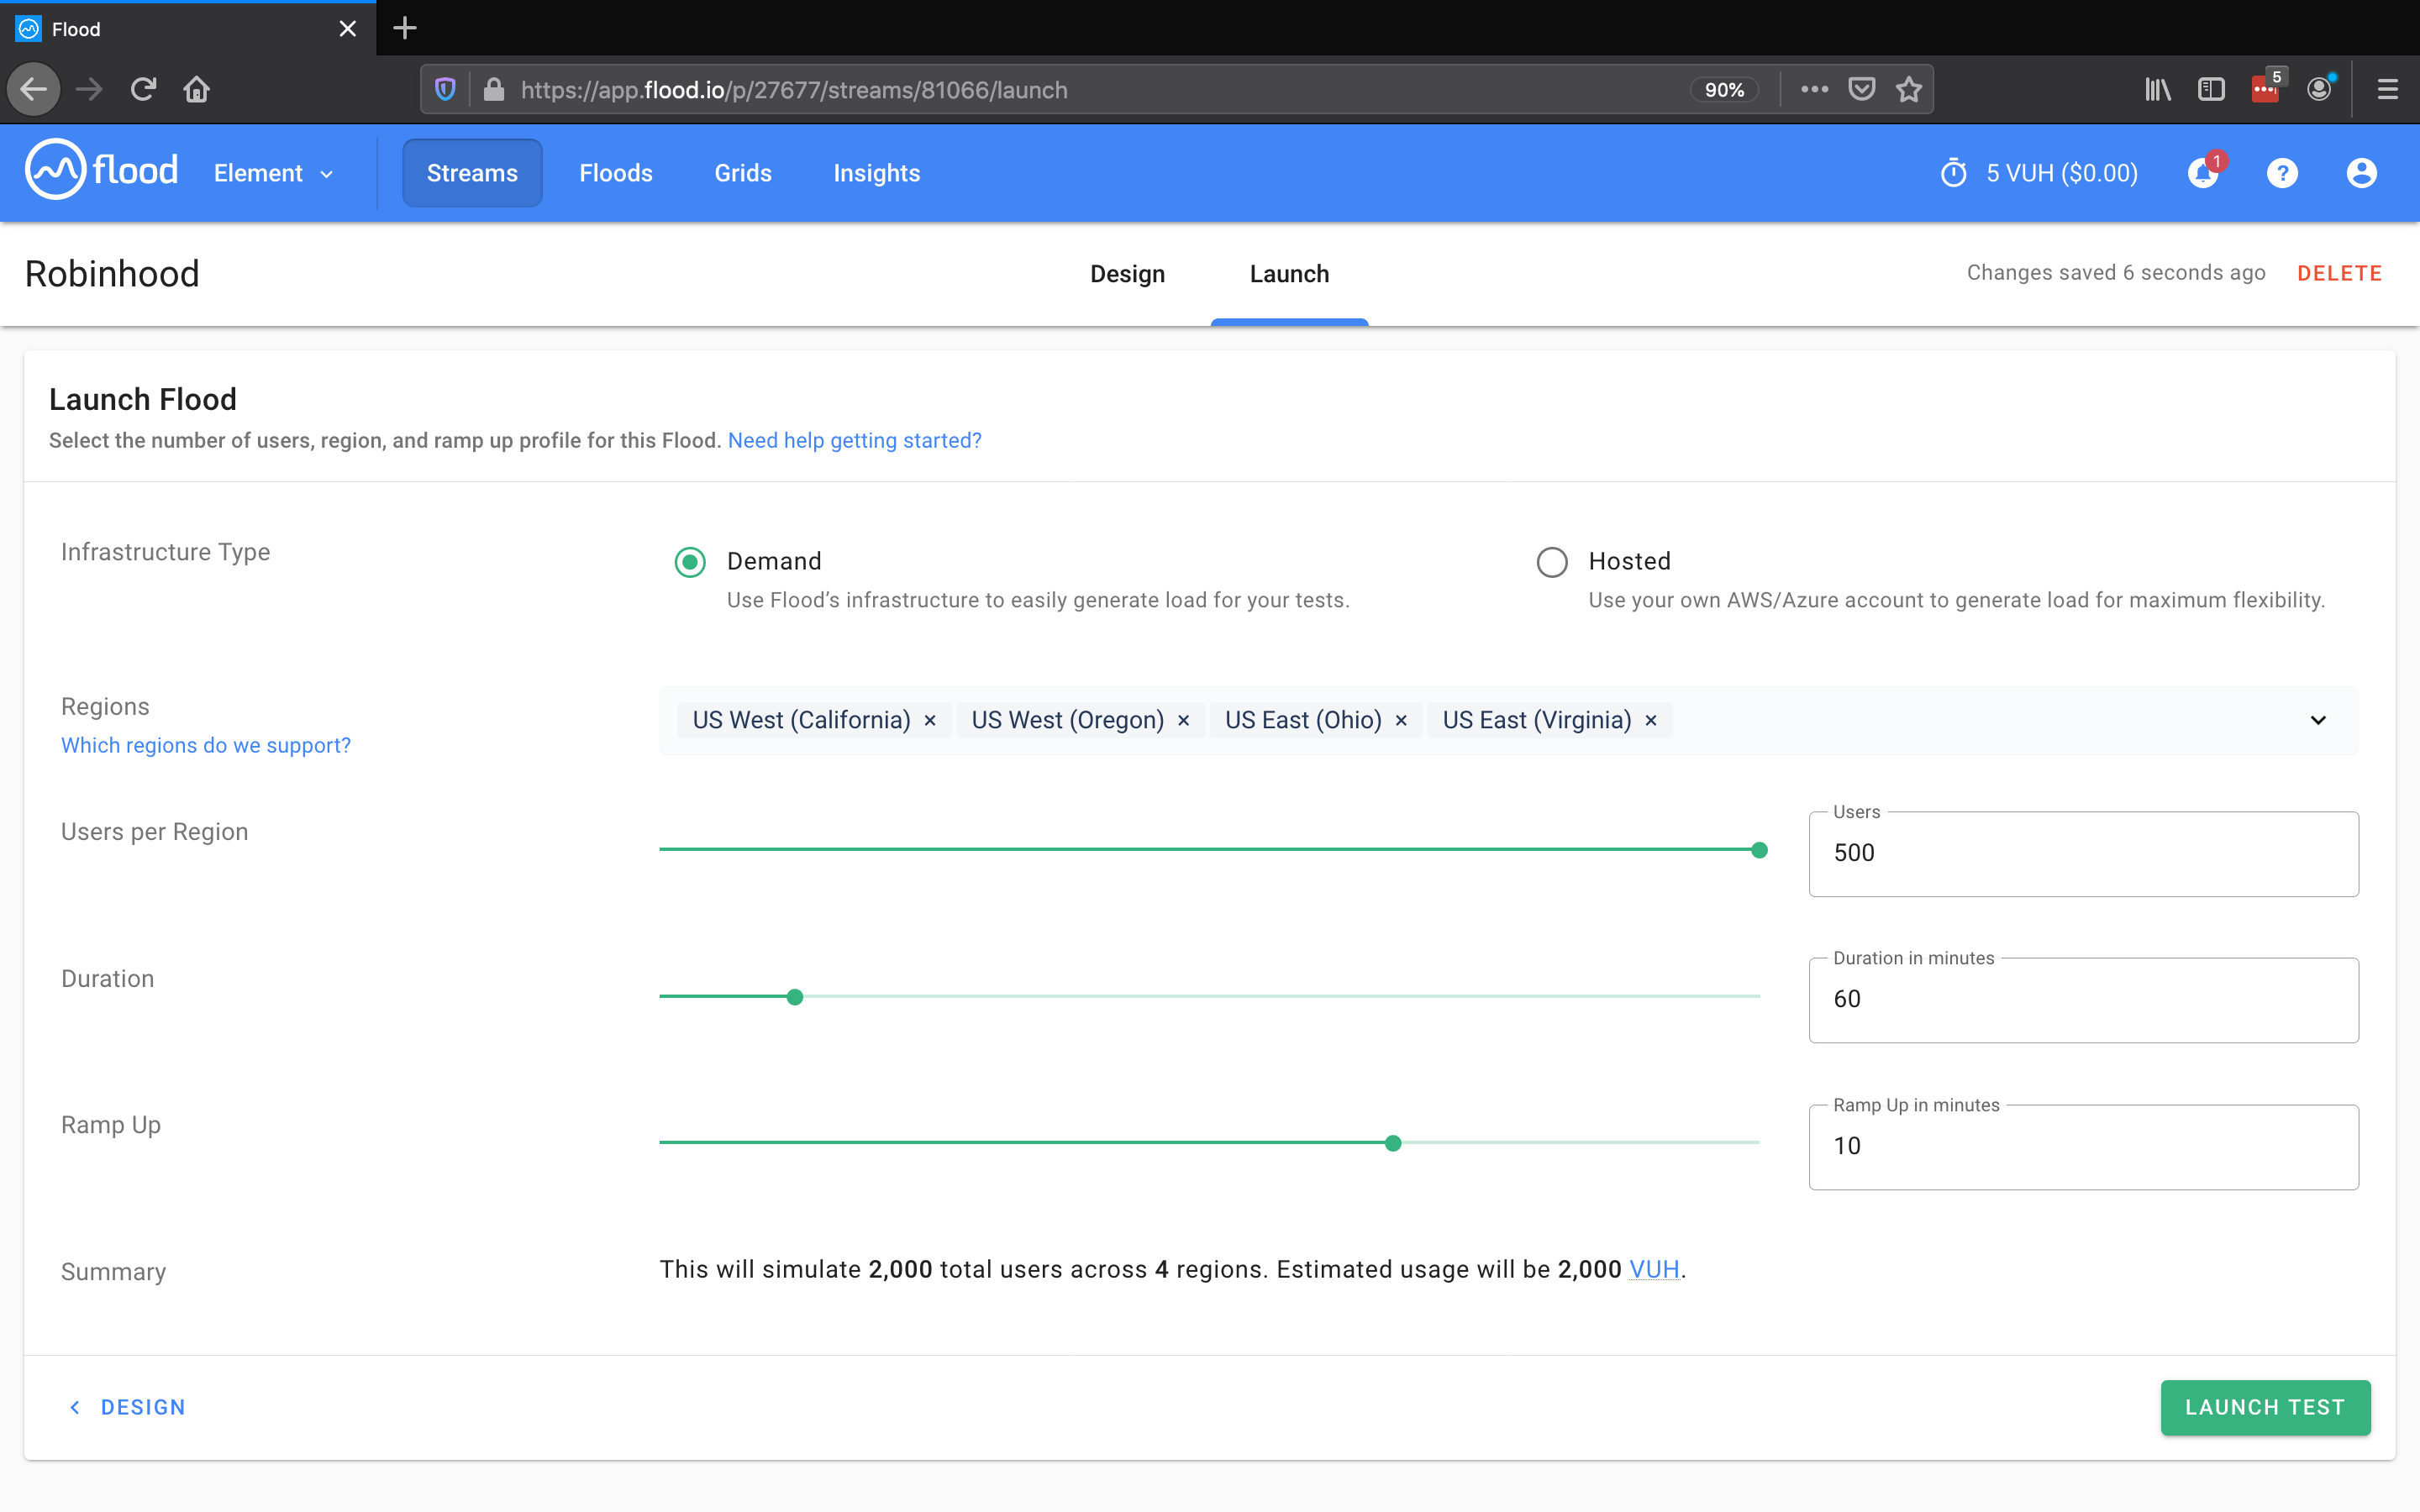 Flood
https://app.flood.io/p/27677/streams/81066/launch
90%
5
flood
Element
Streams
Floods
Grids
Insights
5 VUH ($0.00)
1
?
Robinhood
Design
Launch
Changes saved 6 seconds ago
DELETE
Launch Flood
Select the number of users, region, and ramp up profile for this Flood. Need help getting started?
Infrastructure Type
Demand
Use Flood’s infrastructure to easily generate load for your tests.
Hosted
Use your own AWS/Azure account to generate load for maximum flexibility.
Regions
Which regions do we support?
US West (California) ×
US West (Oregon) ×
US East (Ohio) ×
US East (Virginia) ×
Users per Region
Users
500
Duration
Duration in minutes
60
Ramp Up
Ramp Up in minutes
10
Summary
This will simulate 2,000 total users across 4 regions. Estimated usage will be 2,000 VUH.
DESIGN
LAUNCH TEST